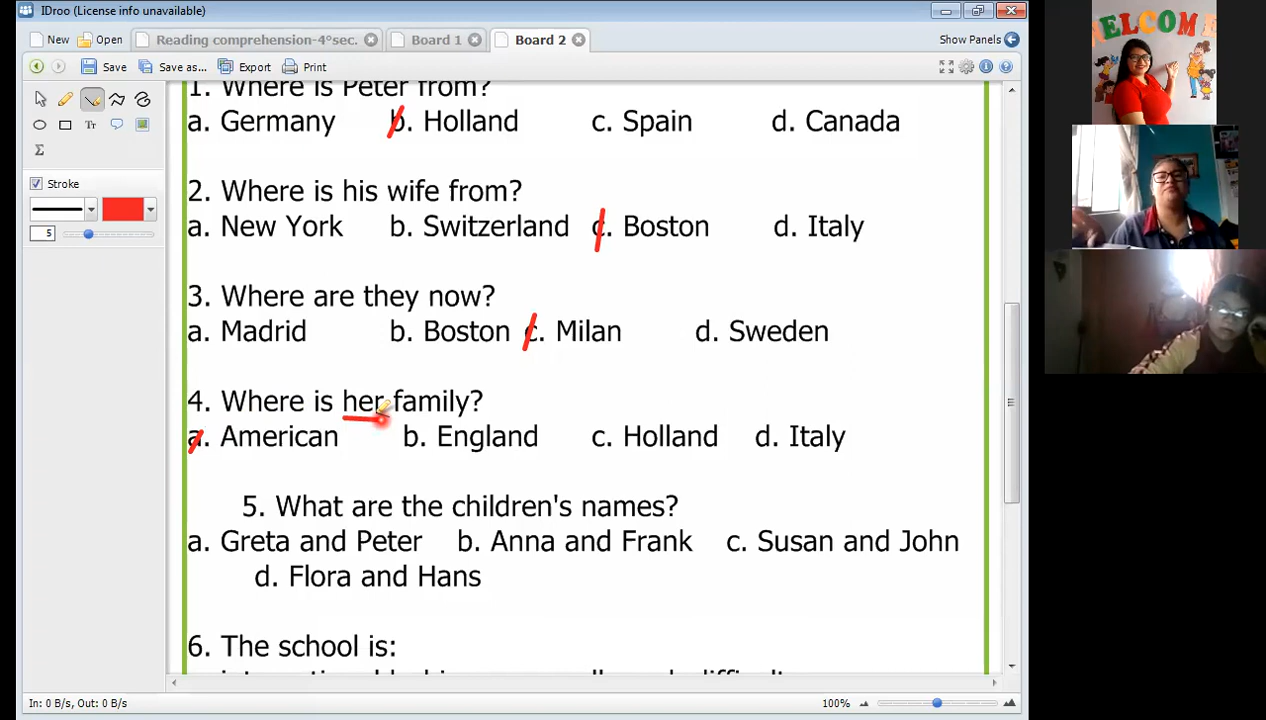 IDroo (License info unavailable)
New Open Reading comprehension-4°sec. Board 1 Board 2 Show Panels
Save Save as... Export Print
Tr
Σ
Stroke
5
1. Where is Peter from?
a. Germany b. Holland c. Spain d. Canada
2. Where is his wife from?
a. New York b. Switzerland c. Boston d. Italy
3. Where are they now?
a. Madrid b. Boston c. Milan d. Sweden
4. Where is her family?
a. American b. England c. Holland d. Italy
5. What are the children's names?
a. Greta and Peter b. Anna and Frank c. Susan and John
d. Flora and Hans
6. The school is:
In: 0 B/s, Out: 0 B/s 100%
WELCOME